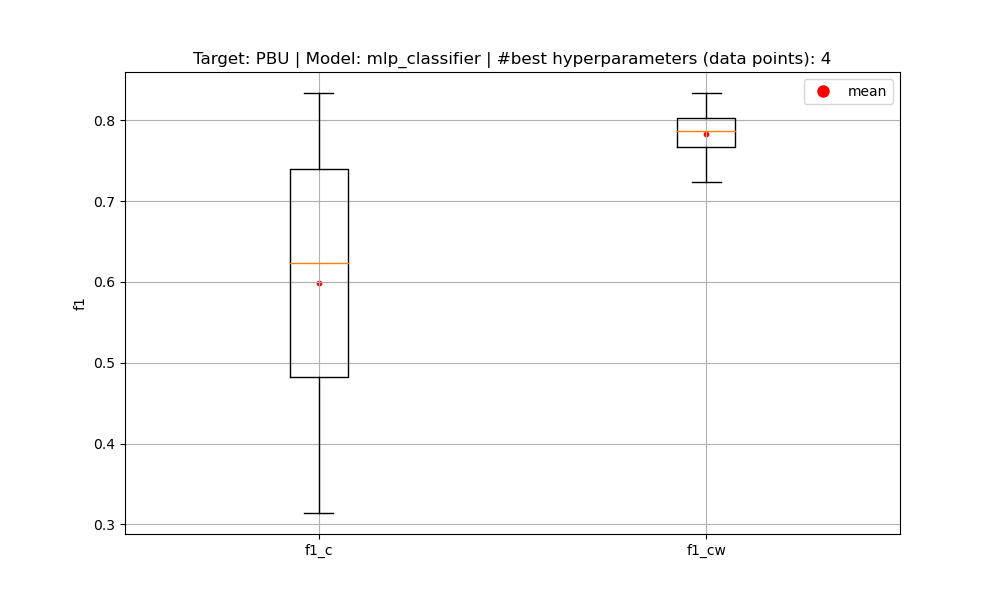 Target: PBU | Model: mlp_classifier | #best hyperparameters (data points): 4
mean
0.8
0.7
0.6
0.5
0.4
0.3
f1
f1_c
f1_cw